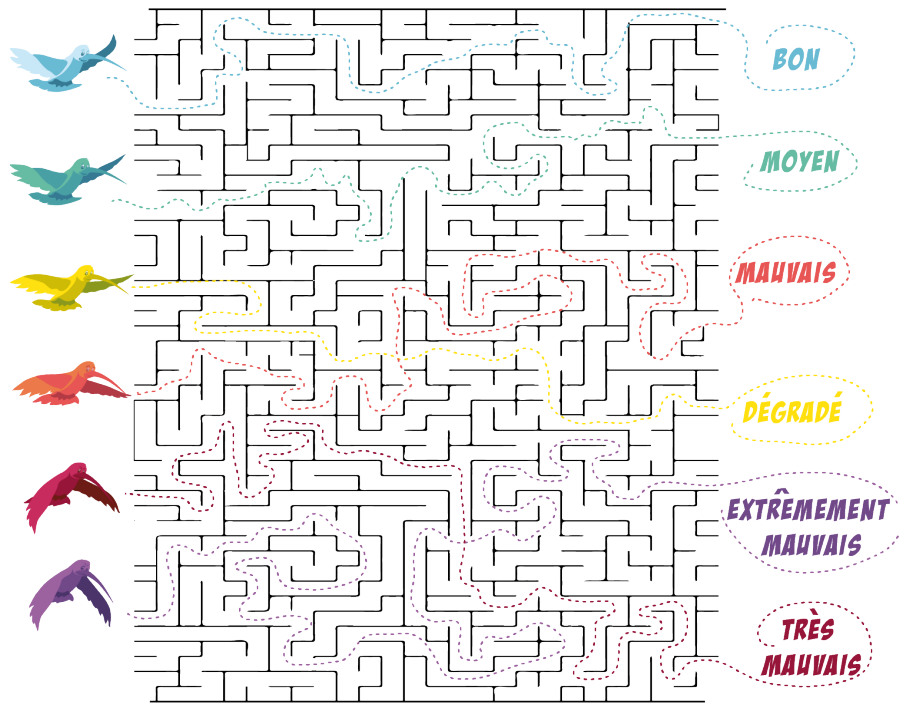 BON
MOYEN
MAUVAIS
DÉGRADÉ
EXTRÊMEMENT
MAUVAIS
TRÈS
MAUVAIS